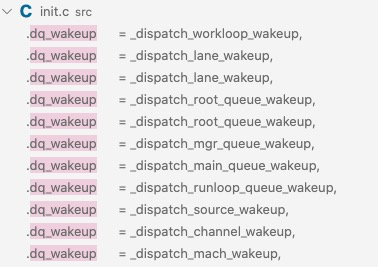 C init.c src
.dq_wakeup = _dispatch_workloop_wakeup,
.dq_wakeup = _dispatch_lane_wakeup,
.dq_wakeup = _dispatch_lane_wakeup,
.dq_wakeup = _dispatch_root_queue_wakeup,
.dq_wakeup = _dispatch_root_queue_wakeup,
.dq_wakeup = _dispatch_mgr_queue_wakeup,
.dq_wakeup = _dispatch_main_queue_wakeup,
.dq_wakeup = _dispatch_runloop_queue_wakeup,
.dq_wakeup = _dispatch_source_wakeup,
.dq_wakeup = _dispatch_channel_wakeup,
.dq_wakeup = _dispatch_mach_wakeup,